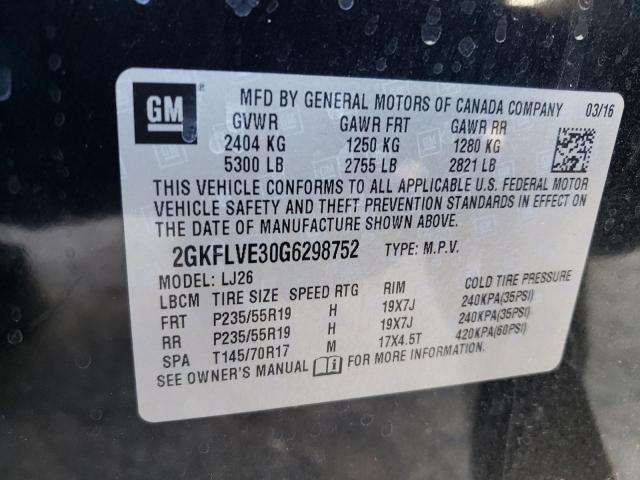 GM
MFD BY GENERAL MOTORS OF CANADA COMPANY 03/16
GVWR GAWR FRT GAWR RR
2404 KG 1250 KG 1280 KG
5300 LB 2755 LB 2821 LB
THIS VEHICLE CONFORMS TO ALL APPLICABLE U.S. FEDERAL MOTOR
VEHICLE SAFETY AND THEFT PREVENTION STANDARDS IN EFFECT ON
THE DATE OF MANUFACTURE SHOWN ABOVE.
2GKFLVE30G6298752 TYPE: M.P.V.
MODEL: LJ26
LBCM TIRE SIZE SPEED RTG RIM COLD TIRE PRESSURE
FRT P235/55R19 H 19X7J 240KPA(35PSI)
RR P235/55R19 H 19X7J 240KPA(35PSI)
SPA T145/70R17 M 17X4.5T 420KPA(60PSI)
SEE OWNER'S MANUAL i FOR MORE INFORMATION.